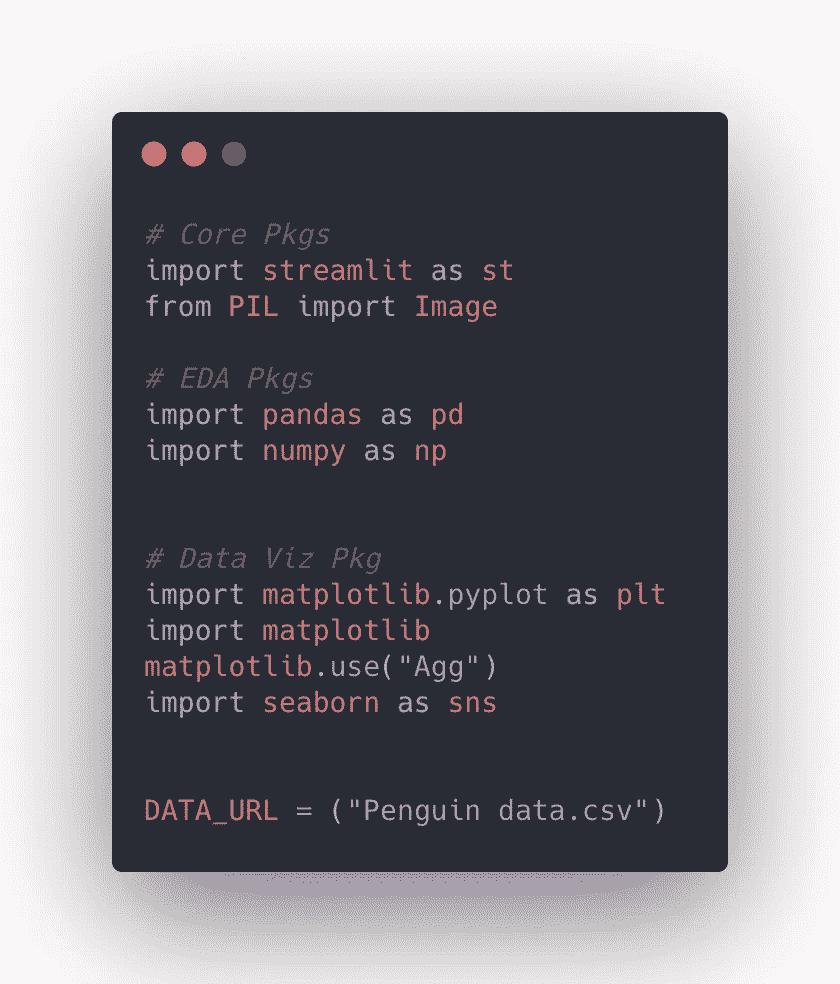 # Core Pkgs
import streamlit as st
from PIL import Image
# EDA Pkgs
import pandas as pd
import numpy as np
# Data Viz Pkg
import matplotlib.pyplot as plt
import matplotlib
matplotlib.use("Agg")
import seaborn as sns
DATA_URL = ("Penguin data.csv")